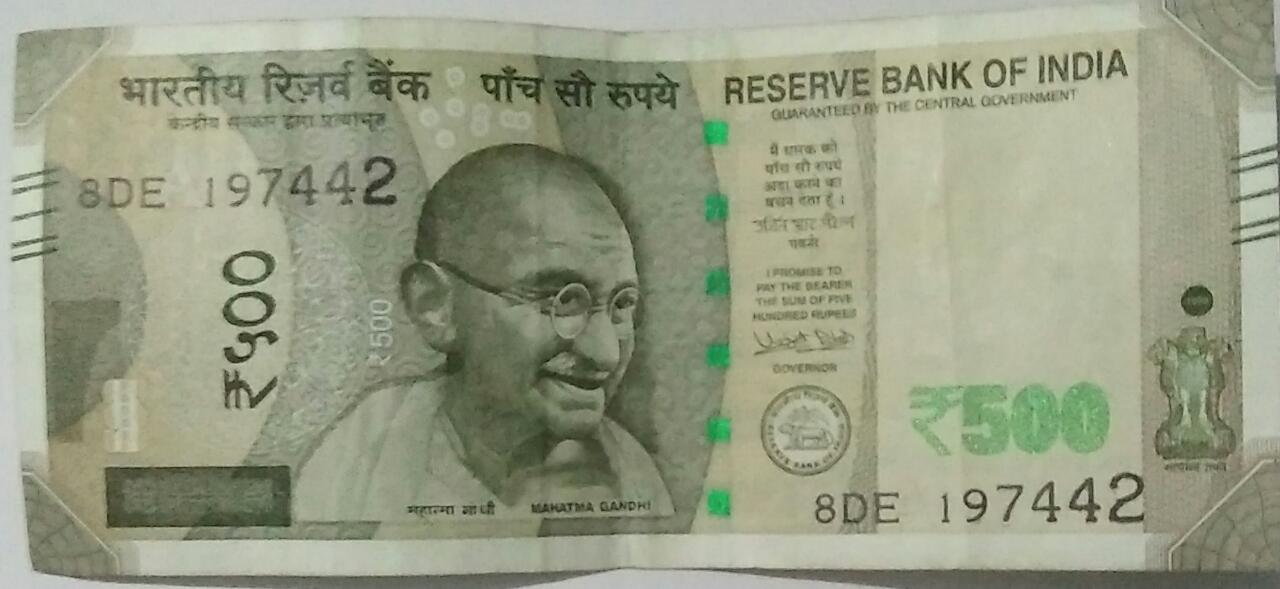 भारतीय रिज़र्व बैंक
केन्द्रीय सरकार द्वारा प्रत्याभूत
पाँच सौ रुपये
RESERVE BANK OF INDIA
GUARANTEED BY THE CENTRAL GOVERNMENT
8DE 197442
₹५००
₹500
मैं धारक को
पाँच सौ रुपये
अदा करने का
वचन देता हूँ ।
I PROMISE TO
PAY THE BEARER
THE SUM OF FIVE
HUNDRED RUPEES
GOVERNOR
₹500
महात्मा गांधी
MAHATMA GANDHI
8DE 197442
सत्यमेव जयते